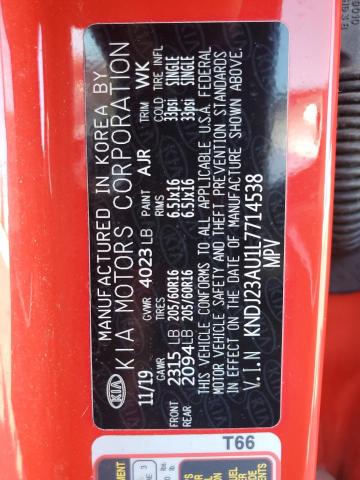 MANUFACTURED IN KOREA BY
KIA KIA MOTORS CORPORATION
11/19 GVWR 4023 LB PAINT AJR TRIM WK
GAWR TIRES RIMS COLD TIRE INFL
FRONT 2315 LB 205/60R16 6.5Jx16 33psi SINGLE
REAR 2094 LB 205/60R16 6.5Jx16 33psi SINGLE
THIS VEHICLE CONFORMS TO ALL APPLICABLE U.S.A. FEDERAL
MOTOR VEHICLE SAFETY AND THEFT PREVENTION STANDARDS
IN EFFECT ON THE DATE OF MANUFACTURE SHOWN ABOVE.
V.I.N KNDJ23AU1L7714538
MPV
T66